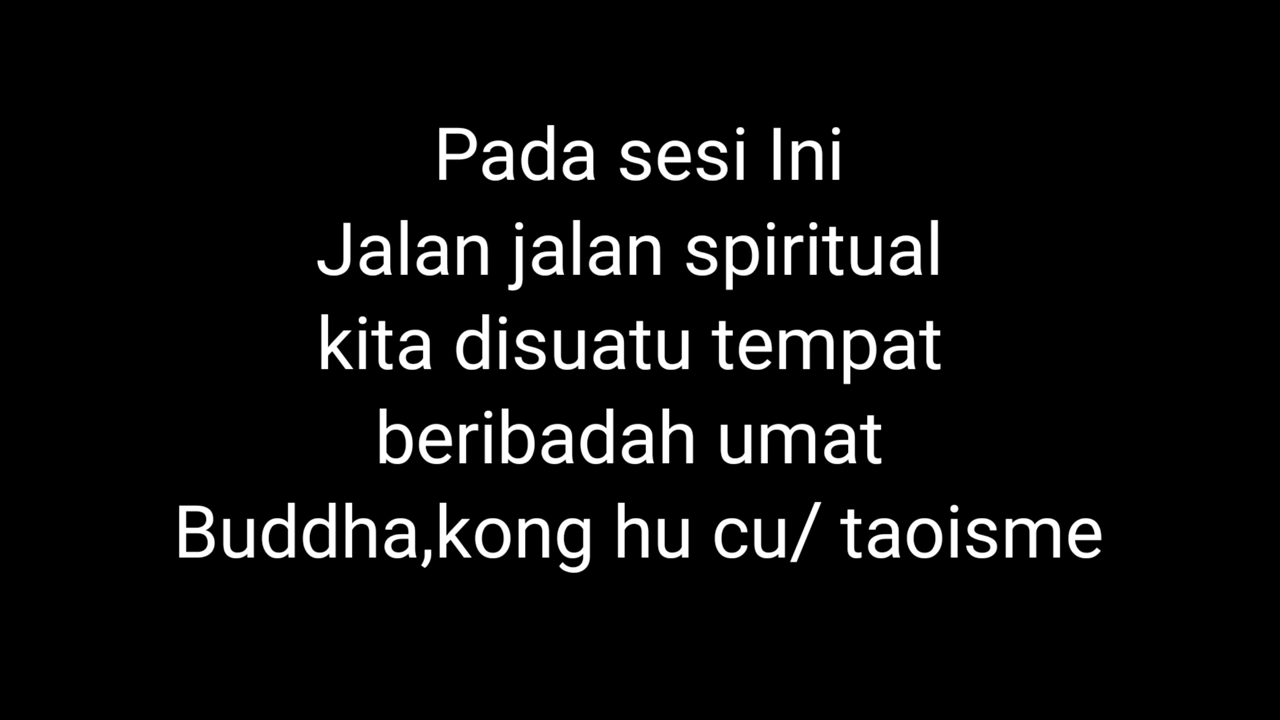 Pada sesi Ini
Jalan jalan spiritual
kita disuatu tempat
beribadah umat
Buddha,kong hu cu/ taoisme